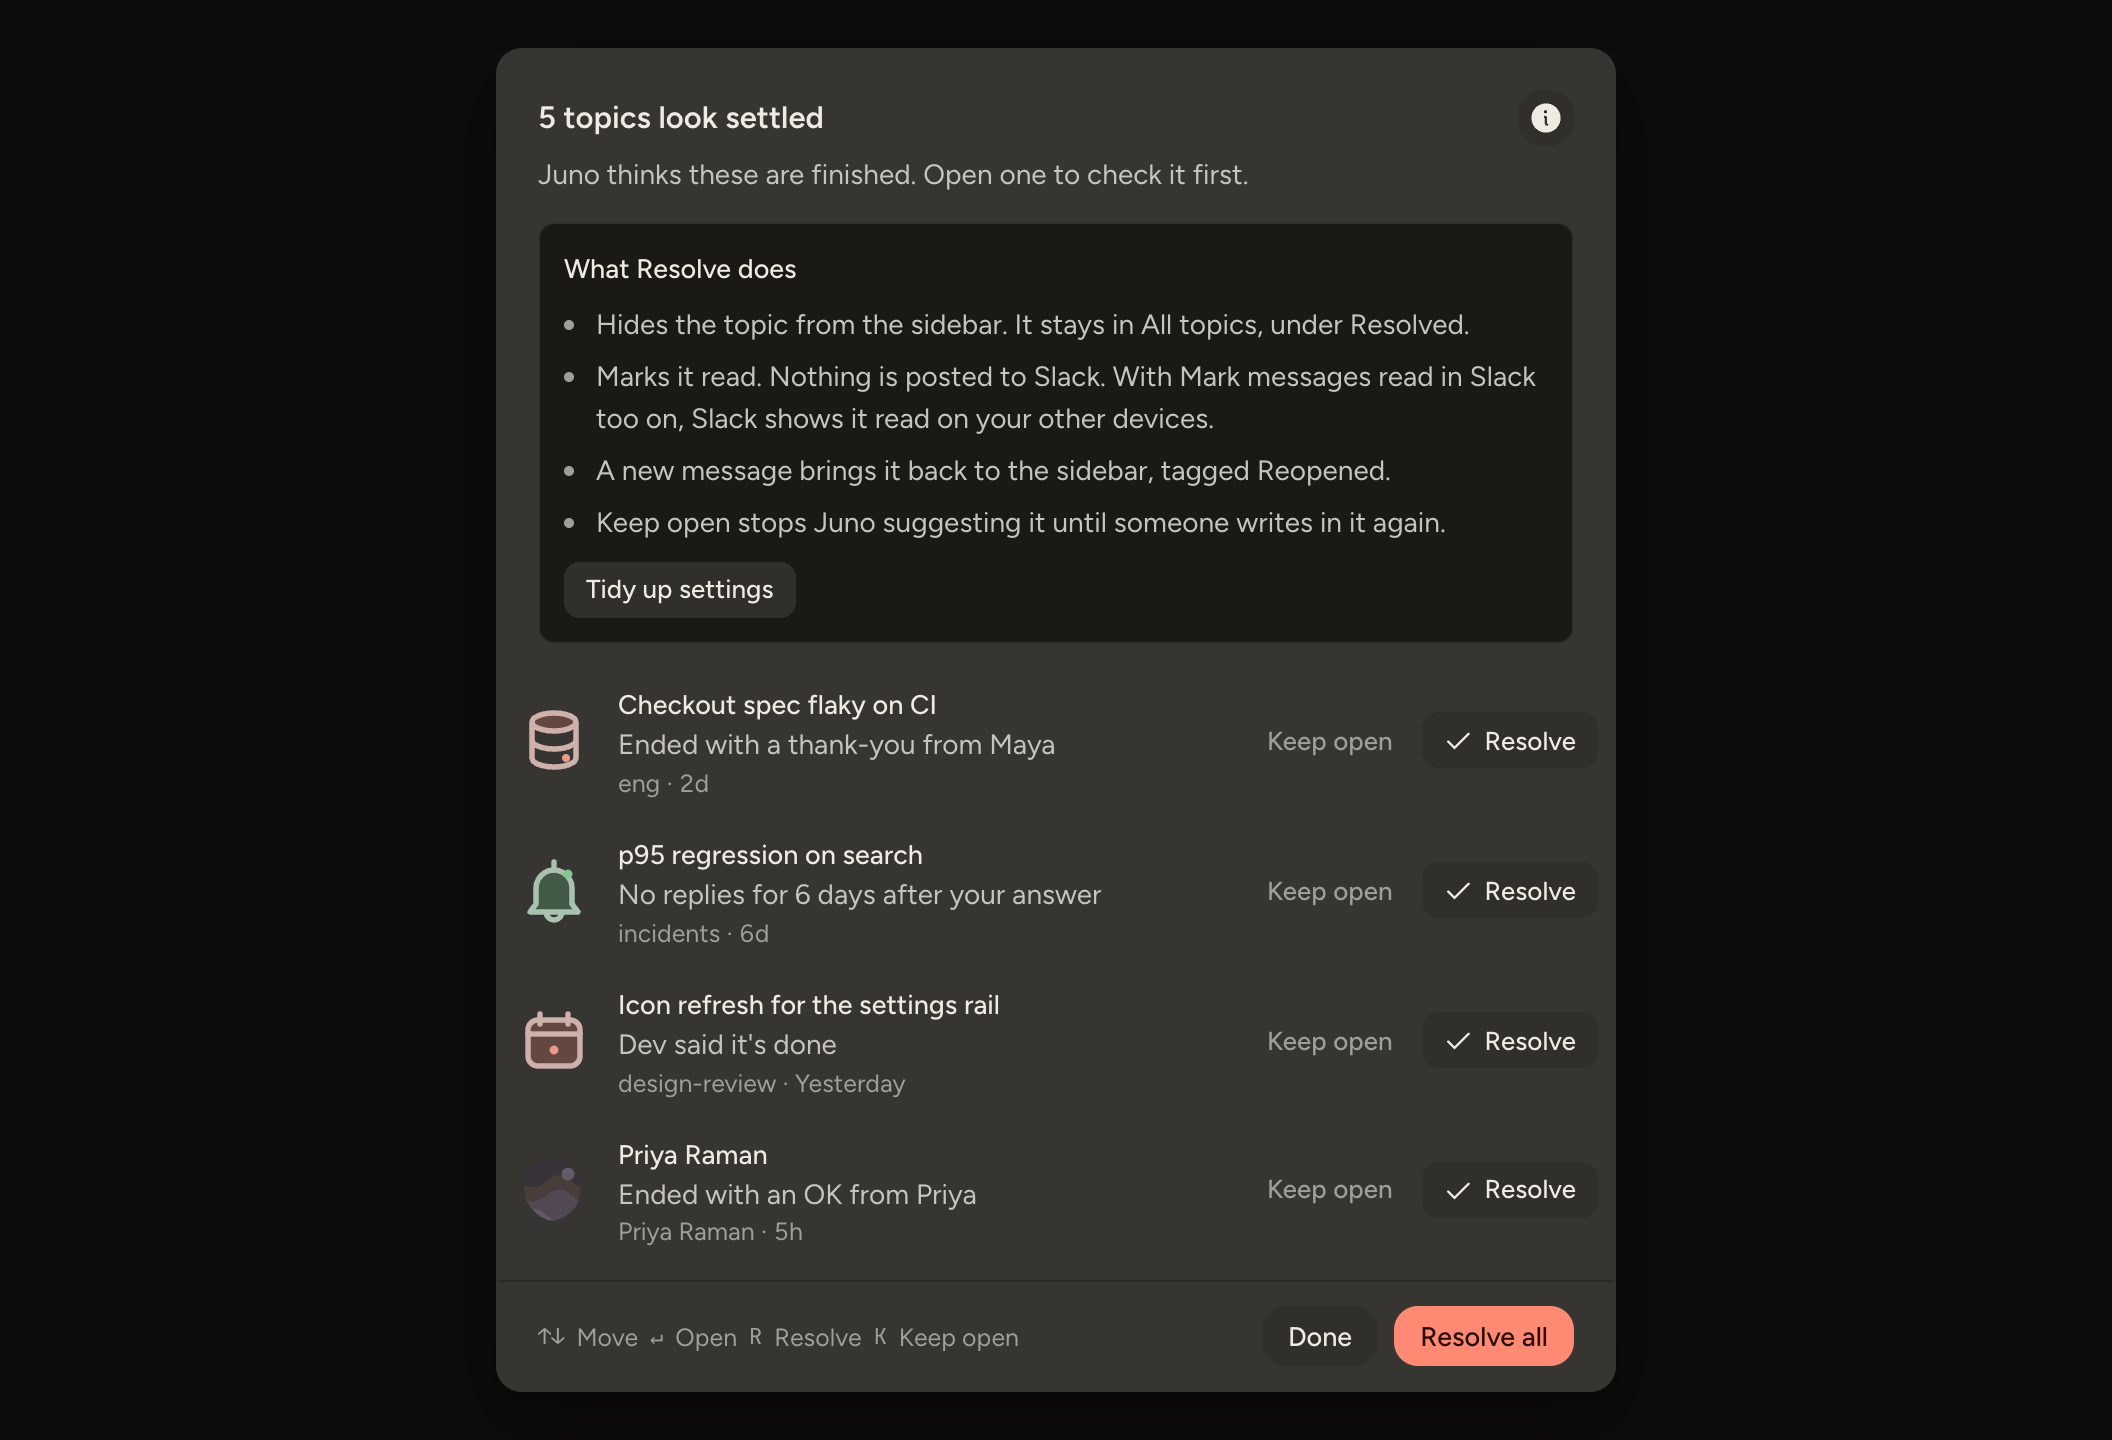 5 topics look settled
Juno thinks these are finished. Open one to check it first.
What Resolve does
• Hides the topic from the sidebar. It stays in All topics, under Resolved.
• Marks it read. Nothing is posted to Slack. With Mark messages read in Slack
too on, Slack shows it read on your other devices.
• A new message brings it back to the sidebar, tagged Reopened.
• Keep open stops Juno suggesting it until someone writes in it again.
Tidy up settings
Checkout spec flaky on CI
Ended with a thank-you from Maya
eng · 2d
Keep open ✓ Resolve
p95 regression on search
No replies for 6 days after your answer
incidents · 6d
Keep open ✓ Resolve
Icon refresh for the settings rail
Dev said it's done
design-review · Yesterday
Keep open ✓ Resolve
Priya Raman
Ended with an OK from Priya
Priya Raman · 5h
Keep open ✓ Resolve
↑↓ Move ↵ Open R Resolve K Keep open
Done
Resolve all